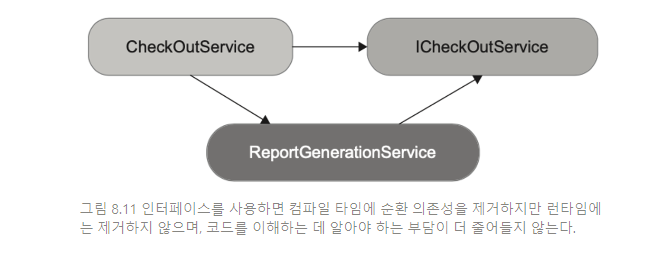 CheckOutService
ICheckOutService
ReportGenerationService
그림 8.11 인터페이스를 사용하면 컴파일 타임에 순환 의존성을 제거하지만 런타임에
는 제거하지 않으며, 코드를 이해하는 데 알아야 하는 부담이 더 줄어들지 않는다.